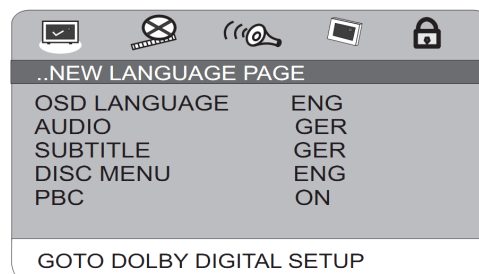 ..NEW LANGUAGE PAGE
OSD LANGUAGE ENG
AUDIO GER
SUBTITLE GER
DISC MENU ENG
PBC ON
GOTO DOLBY DIGITAL SETUP